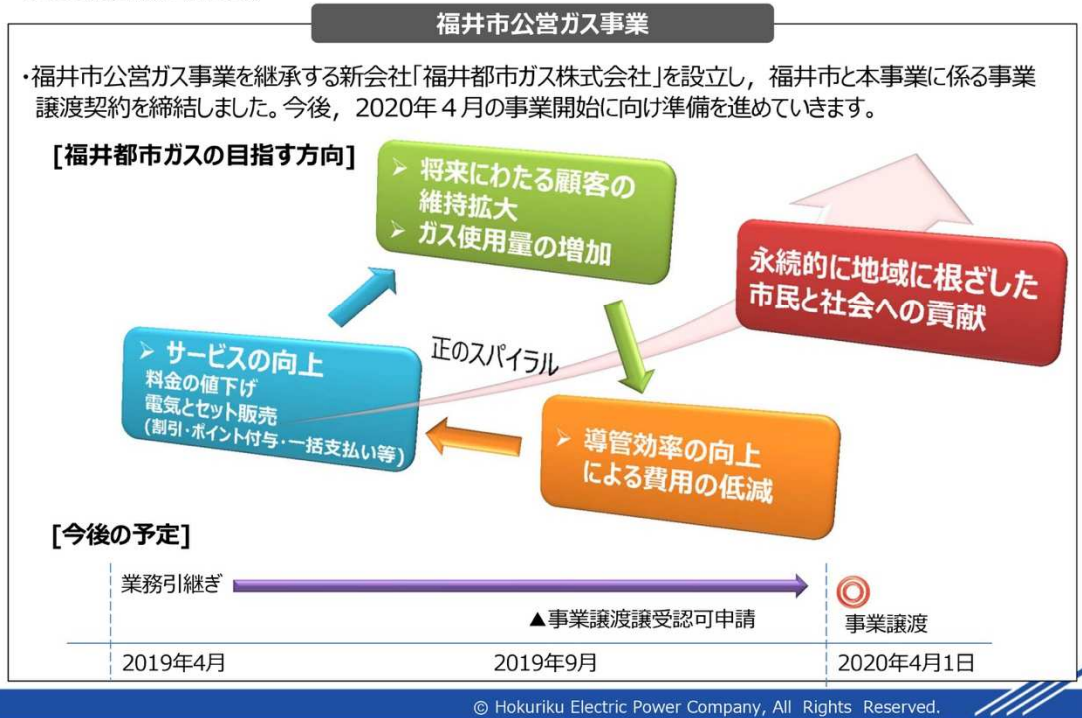 福井市公営ガス事業
・福井市公営ガス事業を継承する新会社「福井都市ガス株式会社」を設立し，福井市と本事業に係る事業
譲渡契約を締結しました。今後，2020年４月の事業開始に向け準備を進めていきます。
[福井都市ガスの目指す方向]
➢ 将来にわたる顧客の
維持拡大
➢ ガス使用量の増加
永続的に地域に根ざした
市民と社会への貢献
正のスパイラル
➢ サービスの向上
料金の値下げ
電気とセット販売
(割引・ポイント付与・一括支払い等)
➢ 導管効率の向上
による費用の低減
[今後の予定]
業務引継ぎ
▲事業譲渡譲受認可申請
事業譲渡
2019年4月
2019年9月
2020年4月1日
© Hokuriku Electric Power Company, All Rights Reserved.